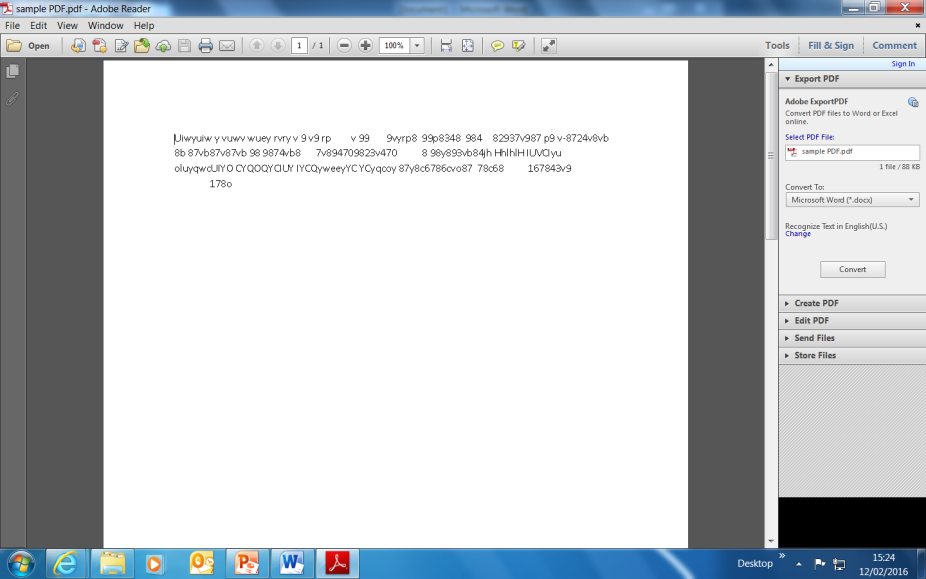 sample PDF.pdf - Adobe Reader
File Edit View Window Help
Open 1 / 1 100% Tools Fill & Sign Comment
Sign In
Export PDF
Adobe ExportPDF
Convert PDF files to Word or Excel
online.
Select PDF File:
sample PDF.pdf
1 file / 88 KB
Convert To:
Microsoft Word (*.docx)
Recognize Text in English(U.S.)
Change
Convert
Create PDF
Edit PDF
Send Files
Store Files
Uiwyuiw y vuwv wuey rvry v 9 v9 rp v 99 9vyrp8 99p8348 984 82937v987 p9 v-8724v8vb
8b 87vb87v87vb 98 9874vb8 7v894709823v470 8 98y893vb84jh HhlhlH IUVCIyu
oIuyqwcUIYO CYQOQYCIUY IYCQyweeyYC YCyqcoy 87y8c6786cvo87 78c68 167843v9
178o
Desktop
15:24
12/02/2016